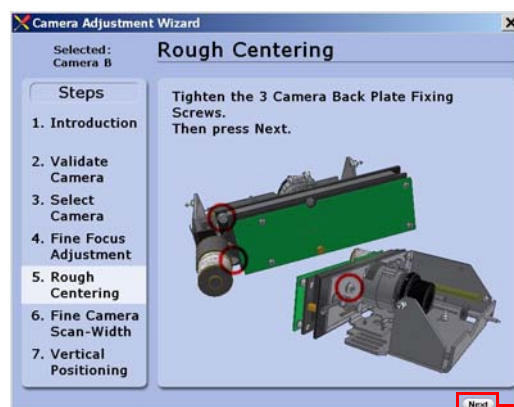 Camera Adjustment Wizard
Selected:
Camera B
Rough Centering
Steps
1. Introduction
2. Validate
Camera
3. Select
Camera
4. Fine Focus
Adjustment
5. Rough
Centering
6. Fine Camera
Scan-Width
7. Vertical
Positioning
Tighten the 3 Camera Back Plate Fixing
Screws.
Then press Next.
Next